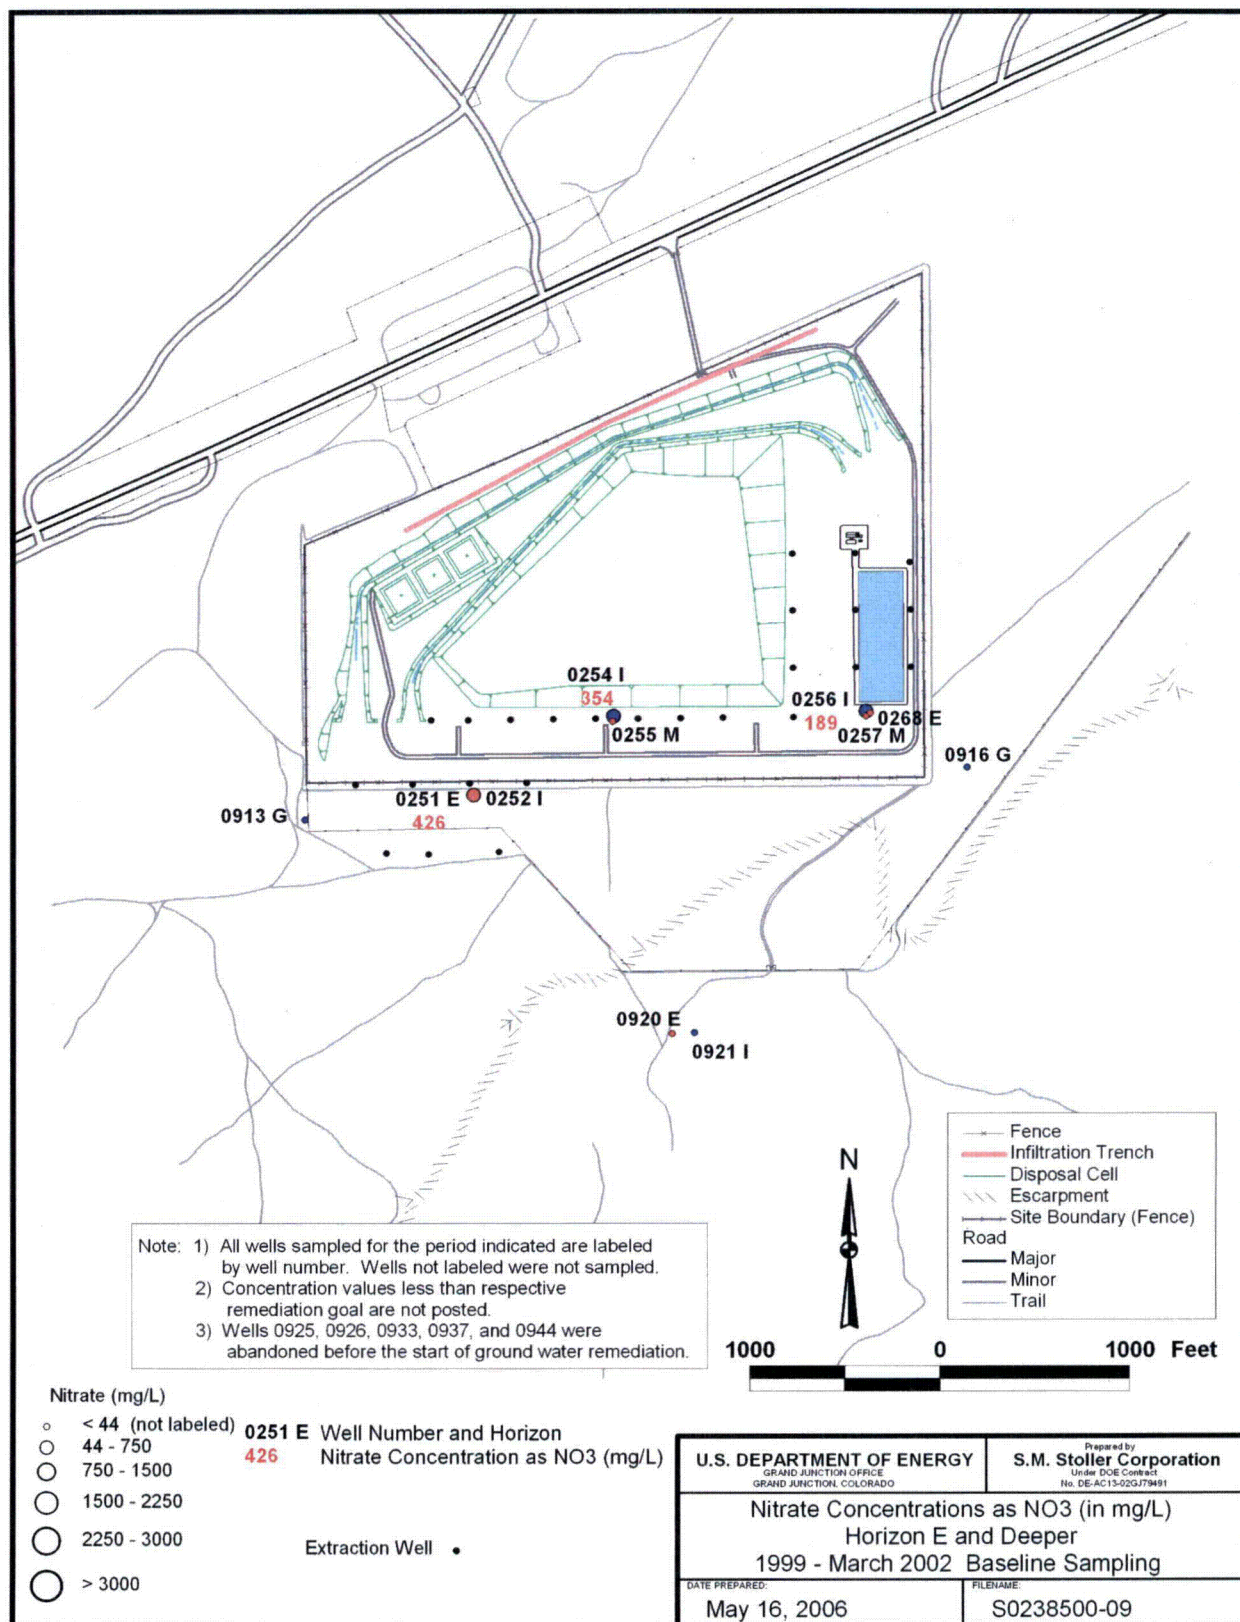 0254 I
354
0255 M
0256 I
189
0268 E
0257 M
0916 G
0251 E
0252 I
426
0913 G
0920 E
0921 I
Fence
Infiltration Trench
Disposal Cell
Escarpment
Site Boundary (Fence)
Road
Major
Minor
Trail
N
Note: 1) All wells sampled for the period indicated are labeled
by well number. Wells not labeled were not sampled.
2) Concentration values less than respective
remediation goal are not posted.
3) Wells 0925, 0926, 0933, 0937, and 0944 were
abandoned before the start of ground water remediation.
1000 0 1000 Feet
Nitrate (mg/L)
< 44 (not labeled)
44 - 750
750 - 1500
1500 - 2250
2250 - 3000
> 3000
0251 E Well Number and Horizon
426 Nitrate Concentration as NO3 (mg/L)
Extraction Well
U.S. DEPARTMENT OF ENERGY
GRAND JUNCTION OFFICE
GRAND JUNCTION, COLORADO
Prepared by
S.M. Stoller Corporation
Under DOE Contract
No. DE-AC13-02GJ79491
Nitrate Concentrations as NO3 (in mg/L)
Horizon E and Deeper
1999 - March 2002 Baseline Sampling
DATE PREPARED:
May 16, 2006
FILENAME:
S0238500-09